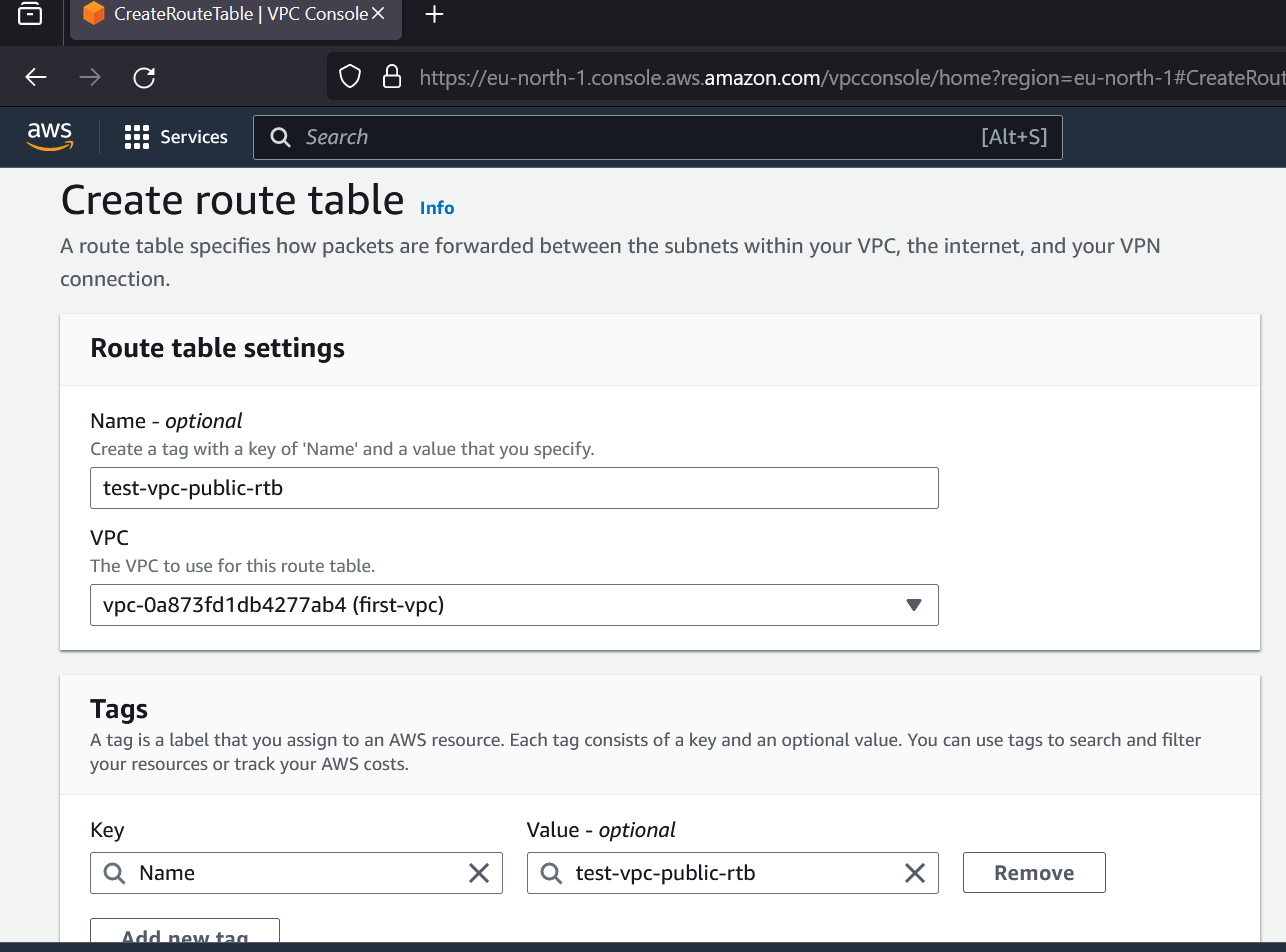 CreateRouteTable | VPC Console
https://eu-north-1.console.aws.amazon.com/vpcconsole/home?region=eu-north-1#CreateRout
aws
Services
Search
[Alt+S]
Create route table Info
A route table specifies how packets are forwarded between the subnets within your VPC, the internet, and your VPN
connection.
Route table settings
Name - optional
Create a tag with a key of 'Name' and a value that you specify.
test-vpc-public-rtb
VPC
The VPC to use for this route table.
vpc-0a873fd1db4277ab4 (first-vpc)
Tags
A tag is a label that you assign to an AWS resource. Each tag consists of a key and an optional value. You can use tags to search and filter
your resources or track your AWS costs.
Key
Value - optional
Name
test-vpc-public-rtb
Remove
Add new tag